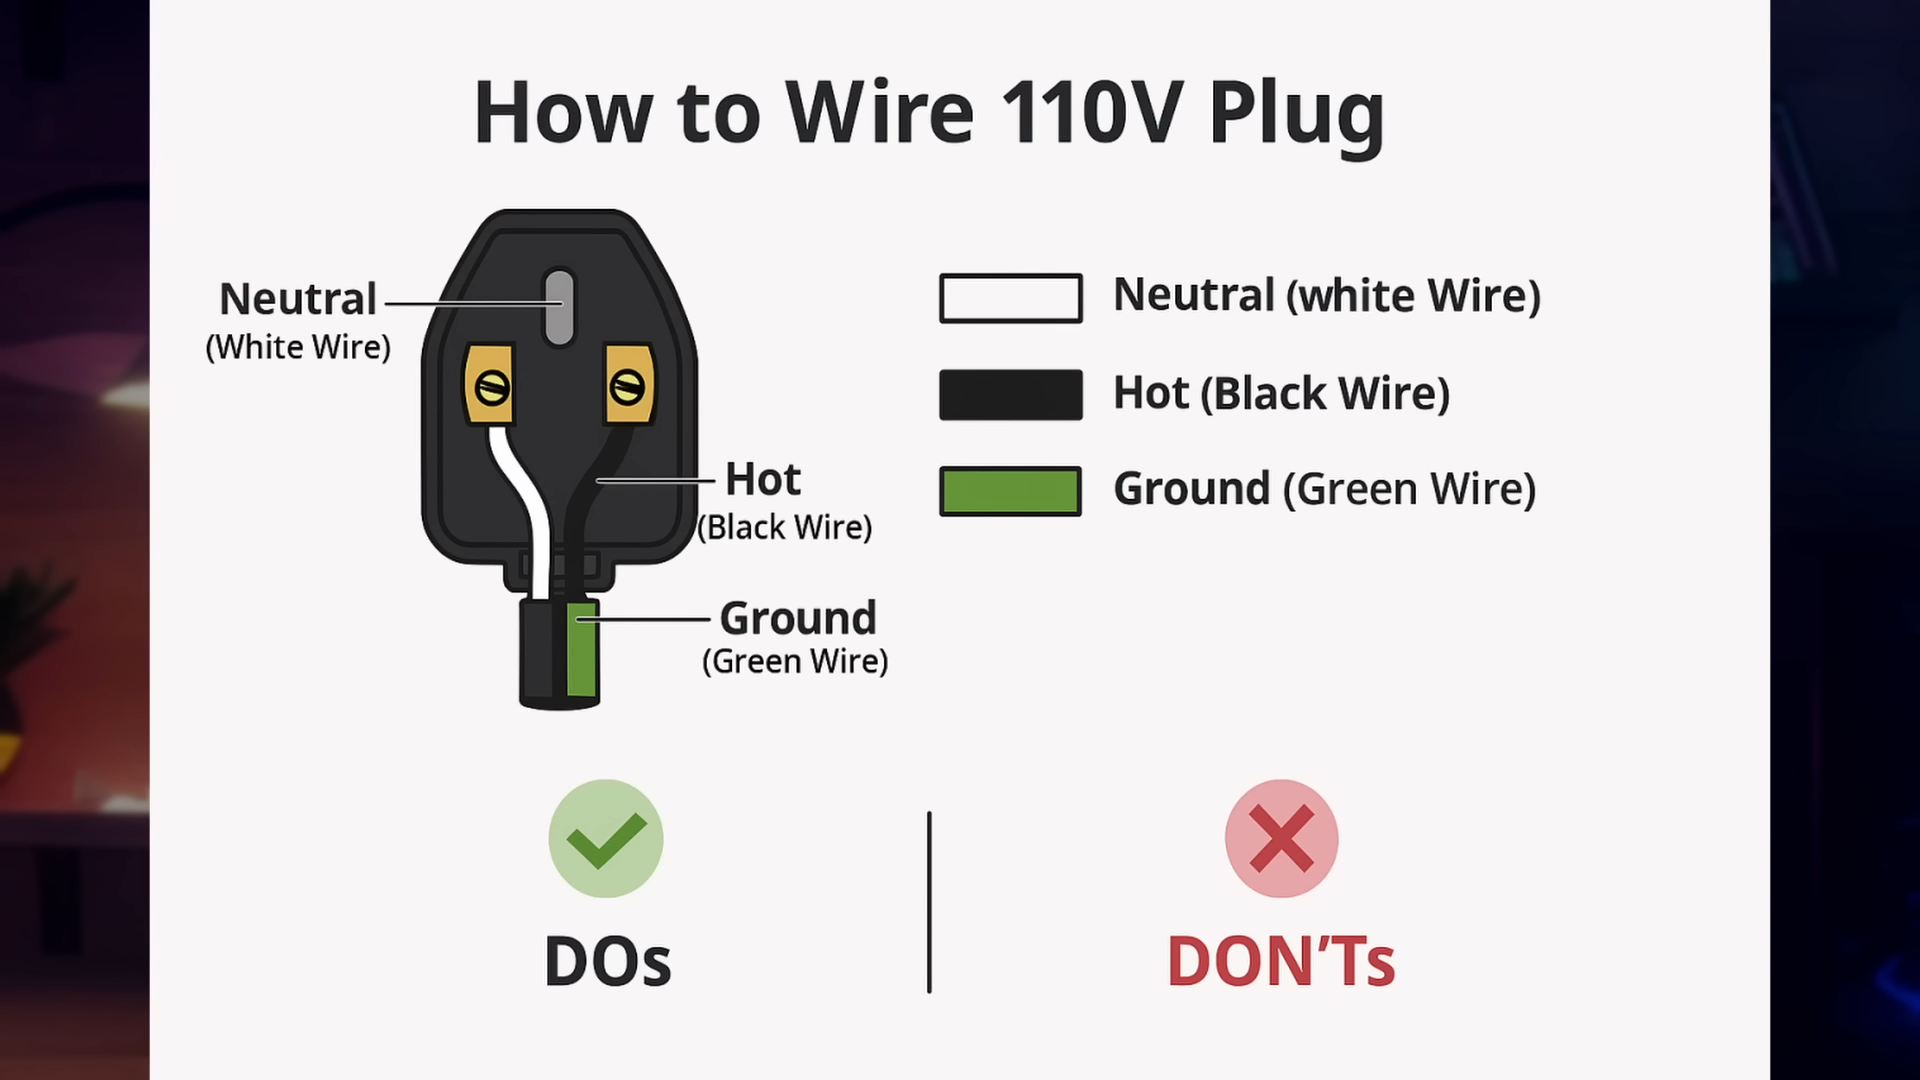 How to Wire 110V Plug
Neutral
(White Wire)
Hot
(Black Wire)
Ground
(Green Wire)
Neutral (white Wire)
Hot (Black Wire)
Ground (Green Wire)
DOs
DON’Ts